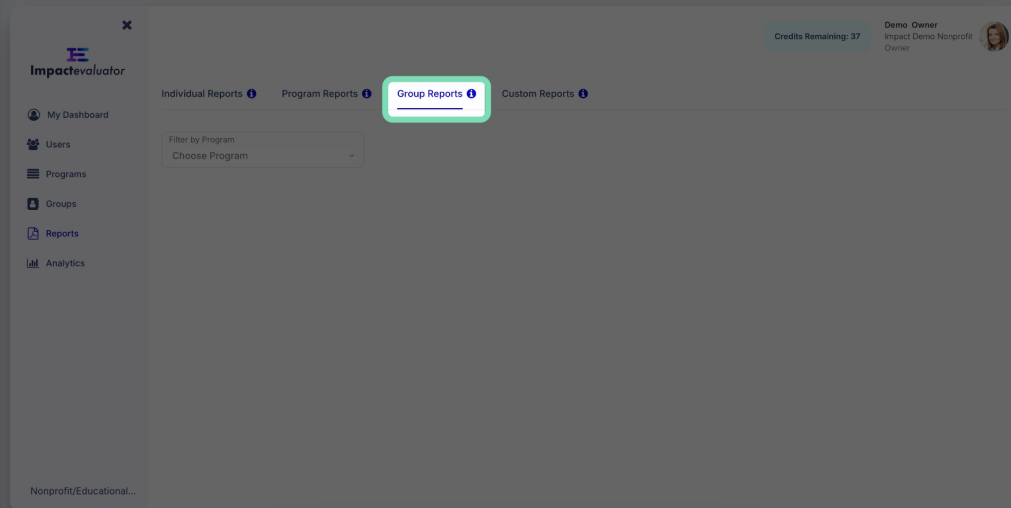 Impactevaluator
My Dashboard
Users
Programs
Groups
Reports
Analytics
Nonprofit/Educational...
Credits Remaining: 37
Demo Owner
Impact Demo Nonprofit
Owner
Individual Reports
Program Reports
Group Reports
Custom Reports
Filter by Program
Choose Program